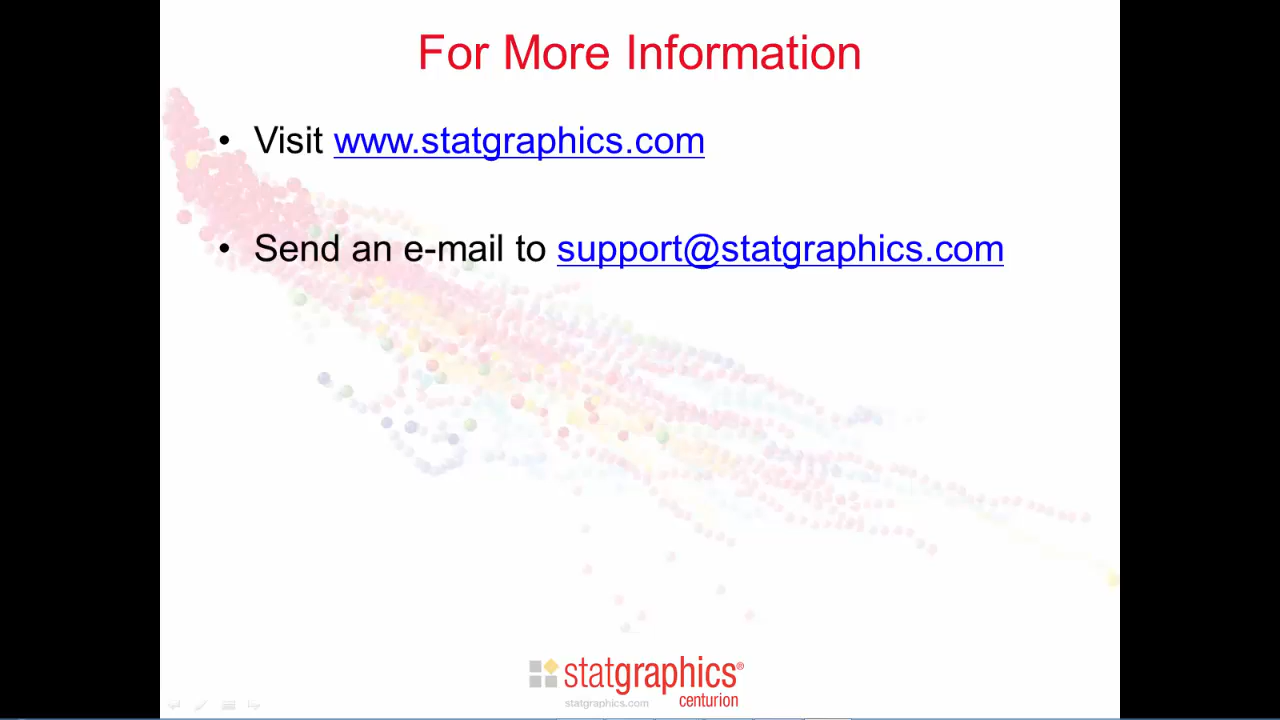 For More Information
• Visit www.statgraphics.com
• Send an e-mail to support@statgraphics.com
statgraphics®
statgraphics.com
centurion